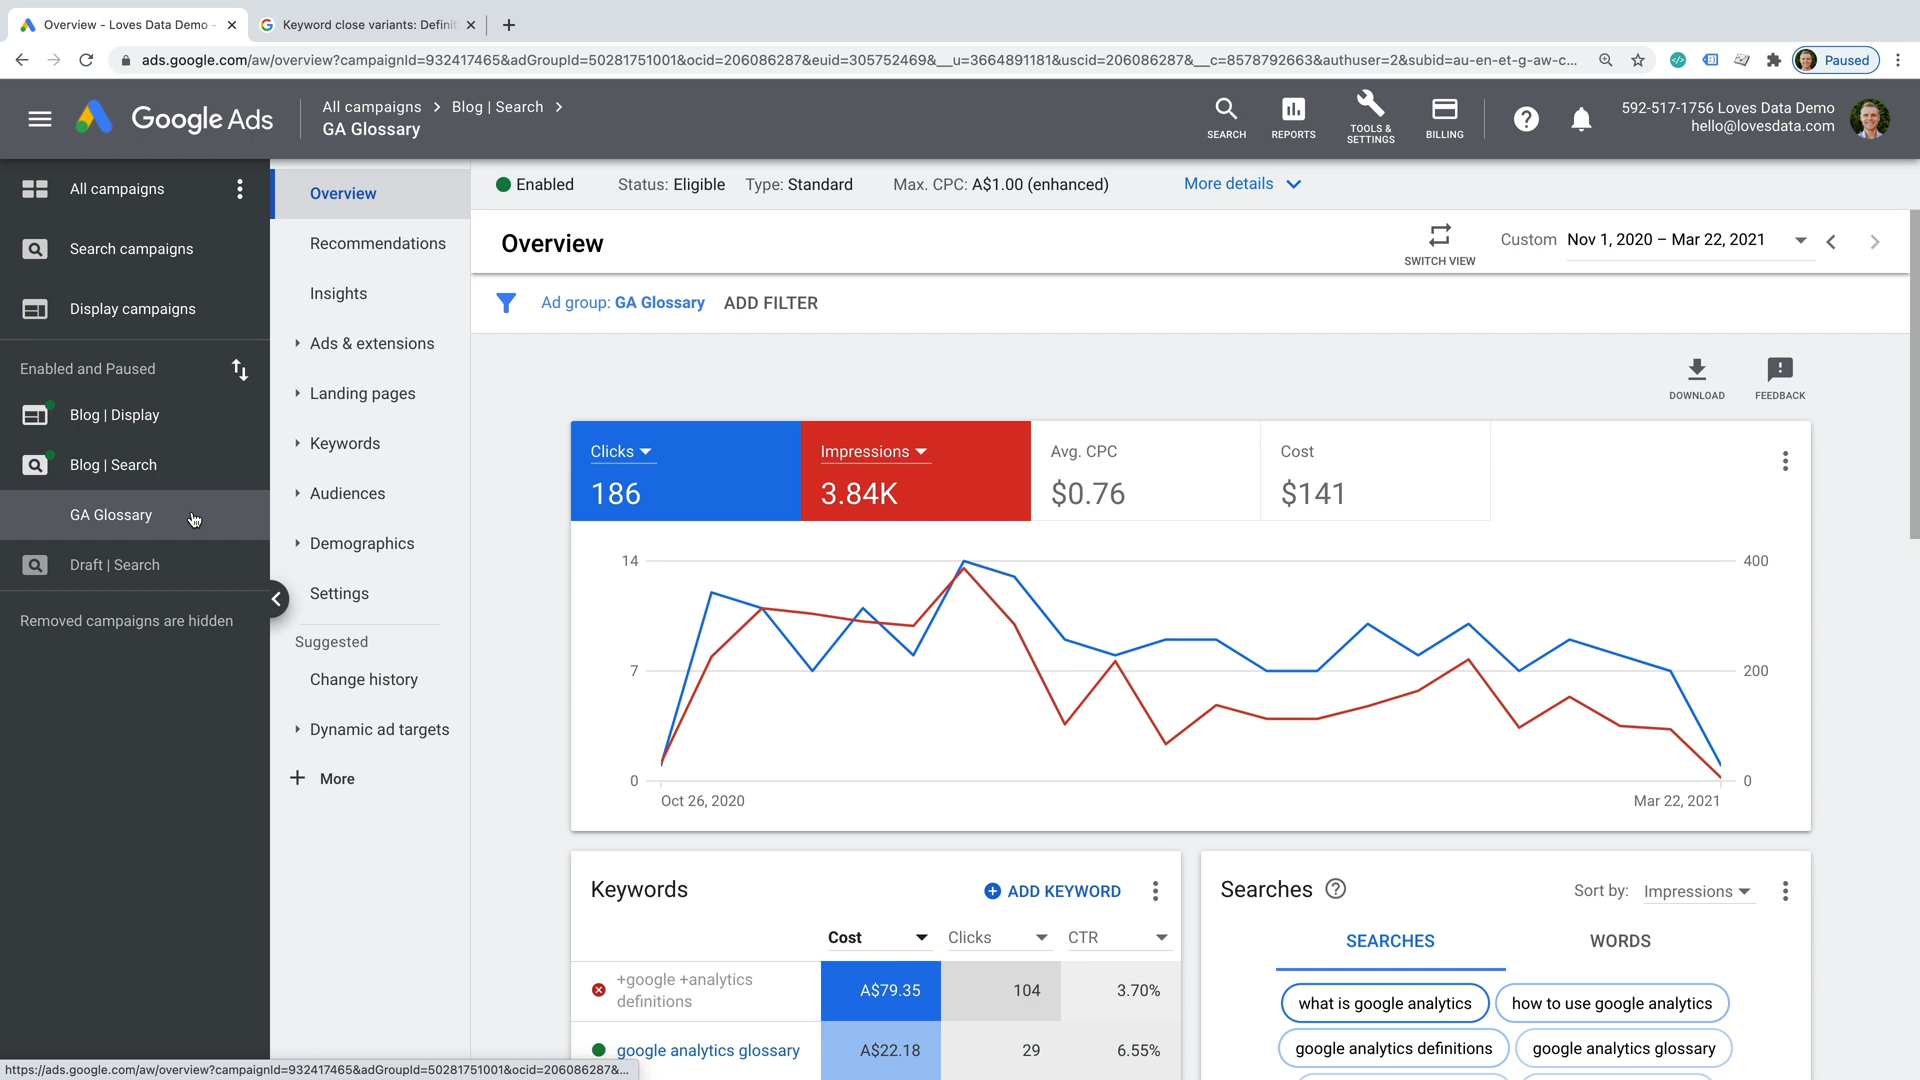 Overview - Loves Data Demo -
Keyword close variants: Definit
ads.google.com/aw/overview?campaignId=932417465&adGroupId=50281751001&ocid=206086287&euid=305752469&__u=3664891181&uscid=206086287&__c=8578792663&authuser=2&subid=au-en-et-g-aw-c...
Paused
Google Ads
All campaigns > Blog | Search >
GA Glossary
SEARCH
REPORTS
TOOLS &
SETTINGS
BILLING
592-517-1756 Loves Data Demo
hello@lovesdata.com
All campaigns
Search campaigns
Display campaigns
Enabled and Paused
Blog | Display
Blog | Search
GA Glossary
Draft | Search
Removed campaigns are hidden
Overview
Recommendations
Insights
Ads & extensions
Landing pages
Keywords
Audiences
Demographics
Settings
Suggested
Change history
Dynamic ad targets
+ More
Enabled Status: Eligible Type: Standard Max. CPC: A$1.00 (enhanced) More details
Overview
SWITCH VIEW
Custom Nov 1, 2020 – Mar 22, 2021
Ad group: GA Glossary ADD FILTER
DOWNLOAD
FEEDBACK
Clicks
186
Impressions
3.84K
Avg. CPC
$0.76
Cost
$141
14
400
7
200
0
0
Oct 26, 2020
Mar 22, 2021
Keywords
ADD KEYWORD
Cost Clicks CTR
+google +analytics
definitions
A$79.35 104 3.70%
google analytics glossary A$22.18 29 6.55%
Searches
Sort by: Impressions
SEARCHES WORDS
what is google analytics
how to use google analytics
google analytics definitions
google analytics glossary
https://ads.google.com/aw/overview?campaignId=932417465&adGroupId=50281751001&ocid=206086287&...